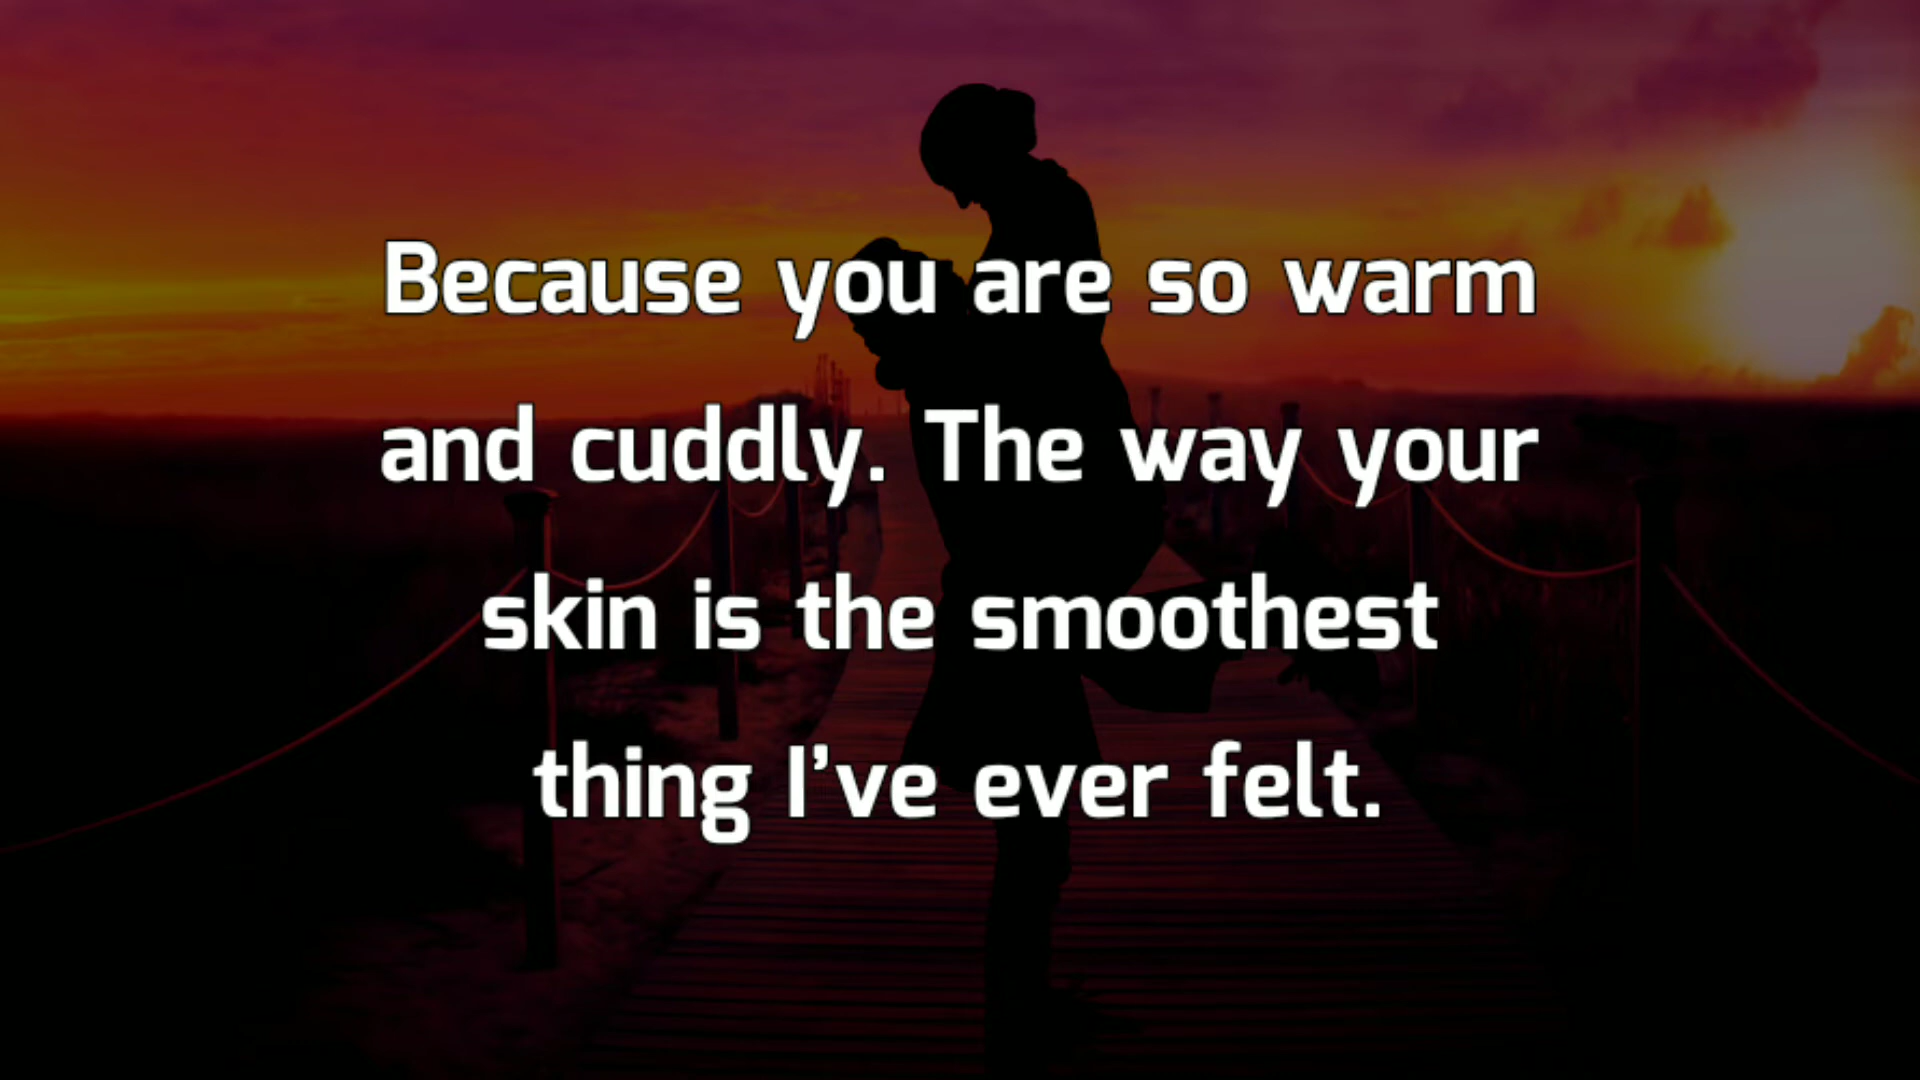 Because you are so warm
and cuddly. The way your
skin is the smoothest
thing I’ve ever felt.